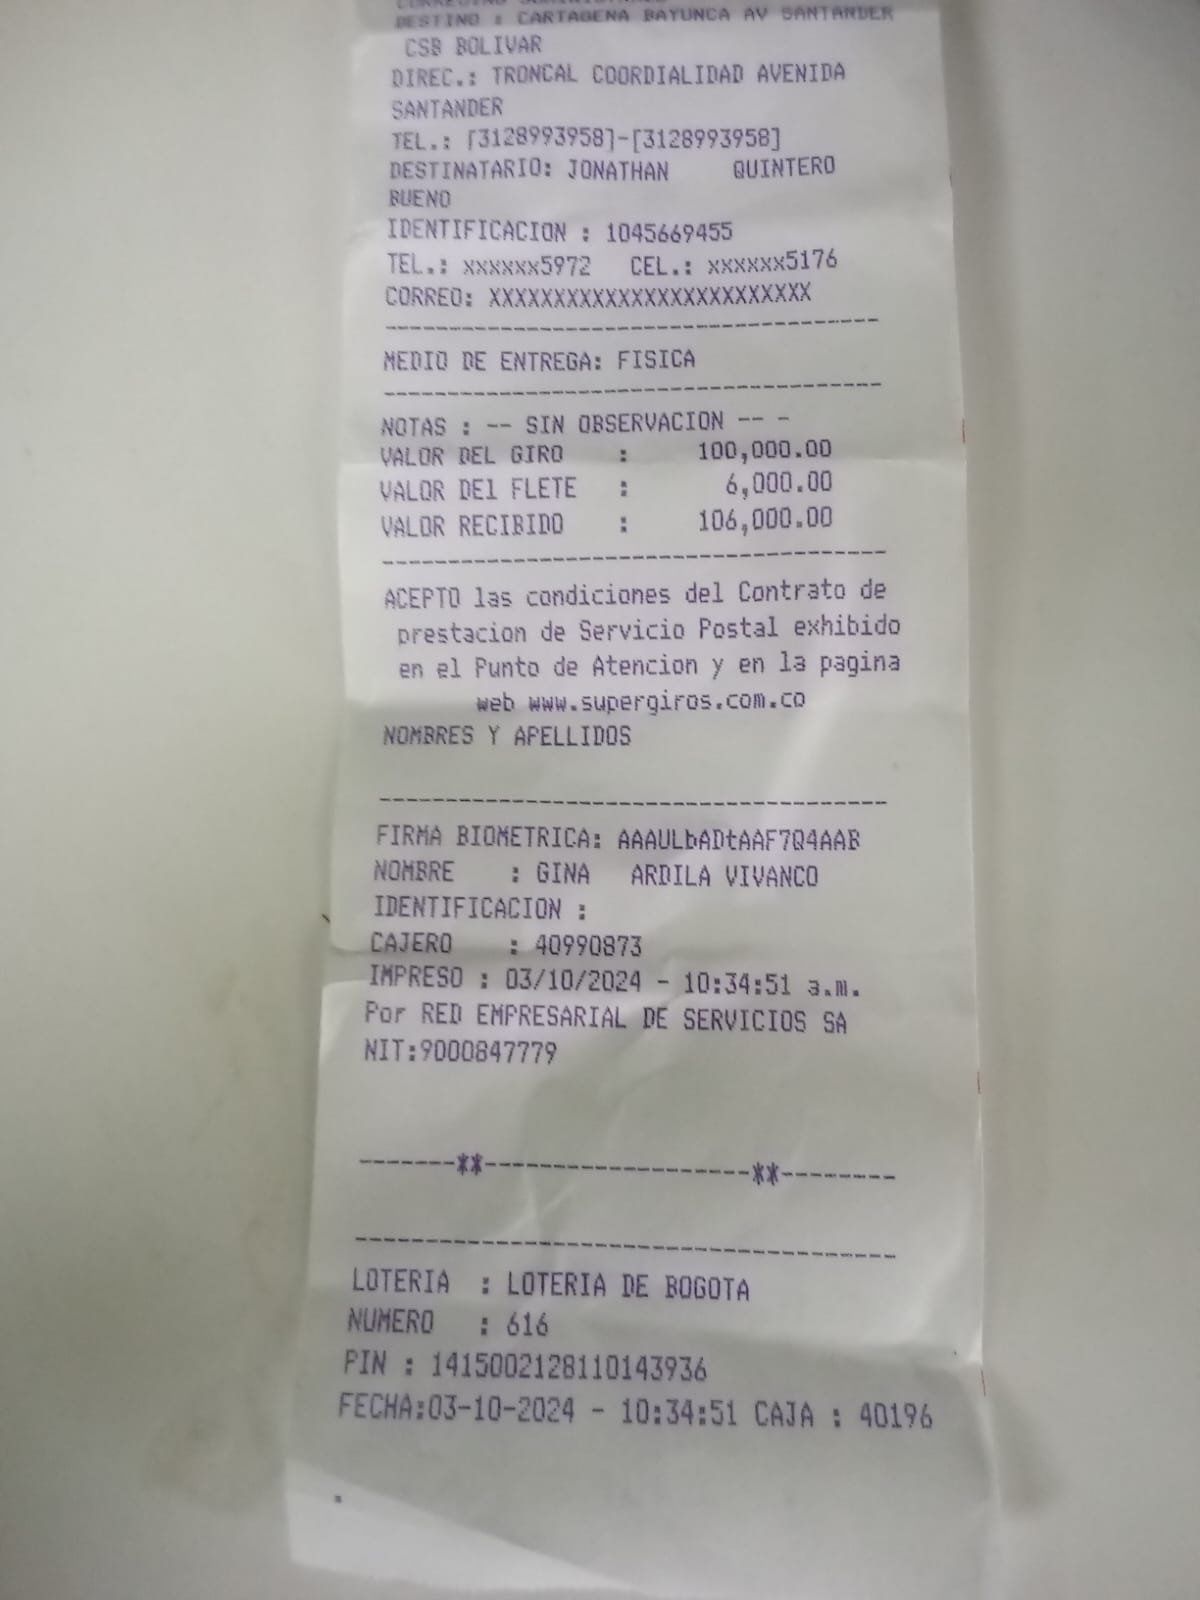 DESTINO : CARTAGENA BAYUNCA AV SANTANDER
CSB BOLIVAR
DIREC.: TRONCAL COORDIALIDAD AVENIDA
SANTANDER
TEL.: [3128993958]-[3128993958]
DESTINATARIO: JONATHAN QUINTERO
BUENO
IDENTIFICACION : 1045669455
TEL.: xxxxxx5972 CEL.: xxxxxx5176
CORREO: XXXXXXXXXXXXXXXXXXXXXXXXX
--------------------------------------
MEDIO DE ENTREGA: FISICA
--------------------------------------
NOTAS : -- SIN OBSERVACION -- -
VALOR DEL GIRO : 100,000.00
VALOR DEl FLETE : 6,000.00
VALOR RECIBIDO : 106,000.00
--------------------------------------
ACEPTO las condiciones del Contrato de
prestacion de Servicio Postal exhibido
en el Punto de Atencion y en la pagina
web www.supergiros.com.co
NOMBRES Y APELLIDOS
--------------------------------------
FIRMA BIOMETRICA: AAAULbADtAAF7Q4AAB
NOMBRE : GINA ARDILA VIVANCO
IDENTIFICACION :
CAJERO : 40990873
IMPRESO : 03/10/2024 - 10:34:51 a.m.
Por RED EMPRESARIAL DE SERVICIOS SA
NIT:9000847779
-------**--------------------**--------
--------------------------------------
LOTERIA : LOTERIA DE BOGOTA
NUMERO : 616
PIN : 1415002128110143936
FECHA:03-10-2024 - 10:34:51 CAJA : 40196